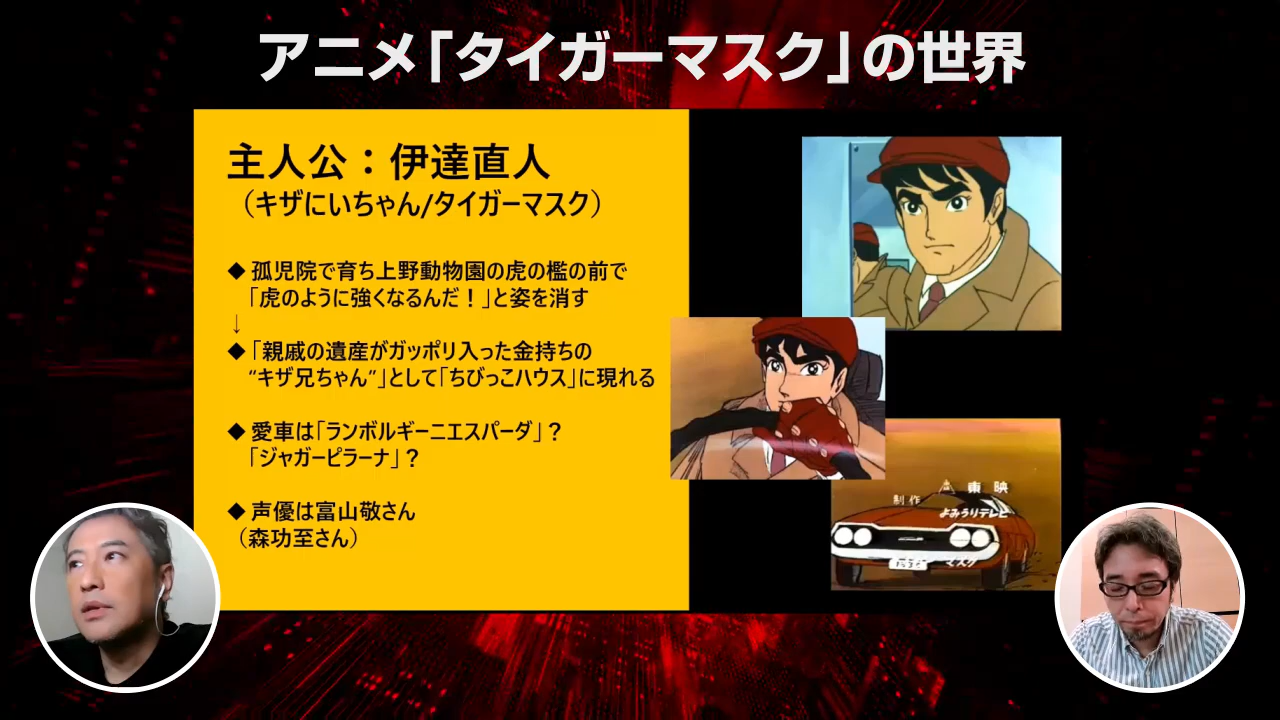 アニメ「タイガーマスク」の世界
主人公：伊達直人
（キザにいちゃん/タイガーマスク）
◆ 孤児院で育ち上野動物園の虎の檻の前で
「虎のように強くなるんだ！」と姿を消す
↓
◆ 「親戚の遺産がガッポリ入った金持ちの
“キザ兄ちゃん”」として「ちびっこハウス」に現れる
◆ 愛車は「ランボルギーニエスパーダ」？
「ジャガーピラーナ」？
◆ 声優は富山敬さん
（森功至さん）
制作 東映
よみうりテレビ
マスク